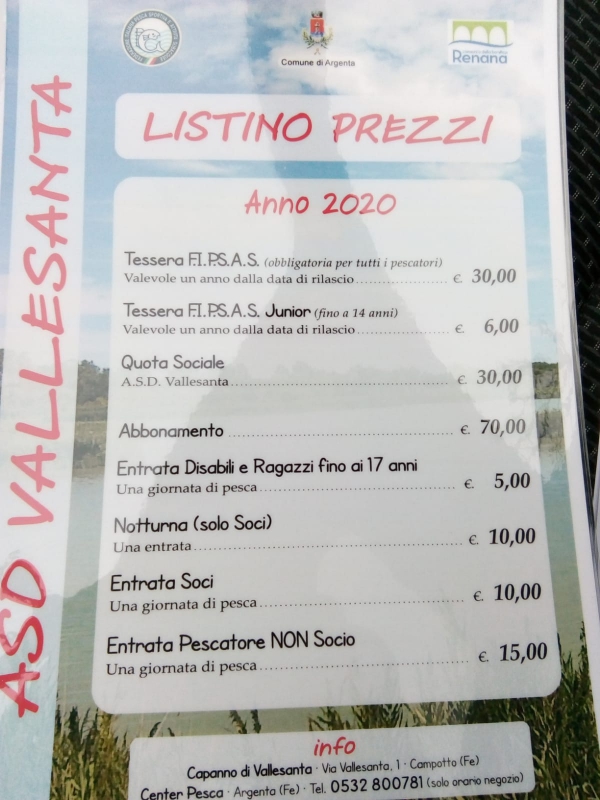 Comune di Argenta
Renana
ASD VALLESANTA
LISTINO PREZZI
Anno 2020
Tessera F.I.P.S.A.S. (obbligatoria per tutti i pescatori)
Valevole un anno dalla data di rilascio.................... €. 30,00
Tessera F.I.P.S.A.S. Junior (fino a 14 anni)
Valevole un anno dalla data di rilascio.................... €. 6,00
Quota Sociale
A.S.D. Vallesanta.................... €. 30,00
Abbonamento .................... €. 70,00
Entrata Disabili e Ragazzi fino ai 17 anni
Una giornata di pesca.................... €. 5,00
Notturna (solo Soci)
Una entrata.................... €. 10,00
Entrata Soci
Una giornata di pesca.................... €. 10,00
Entrata Pescatore NON Socio
Una giornata di pesca.................... €. 15,00
info
Capanno di Vallesanta · Via Vallesanta, 1 · Campotto (Fe)
Center Pesca · Argenta (Fe) · Tel. 0532 800781 (solo orario negozio)